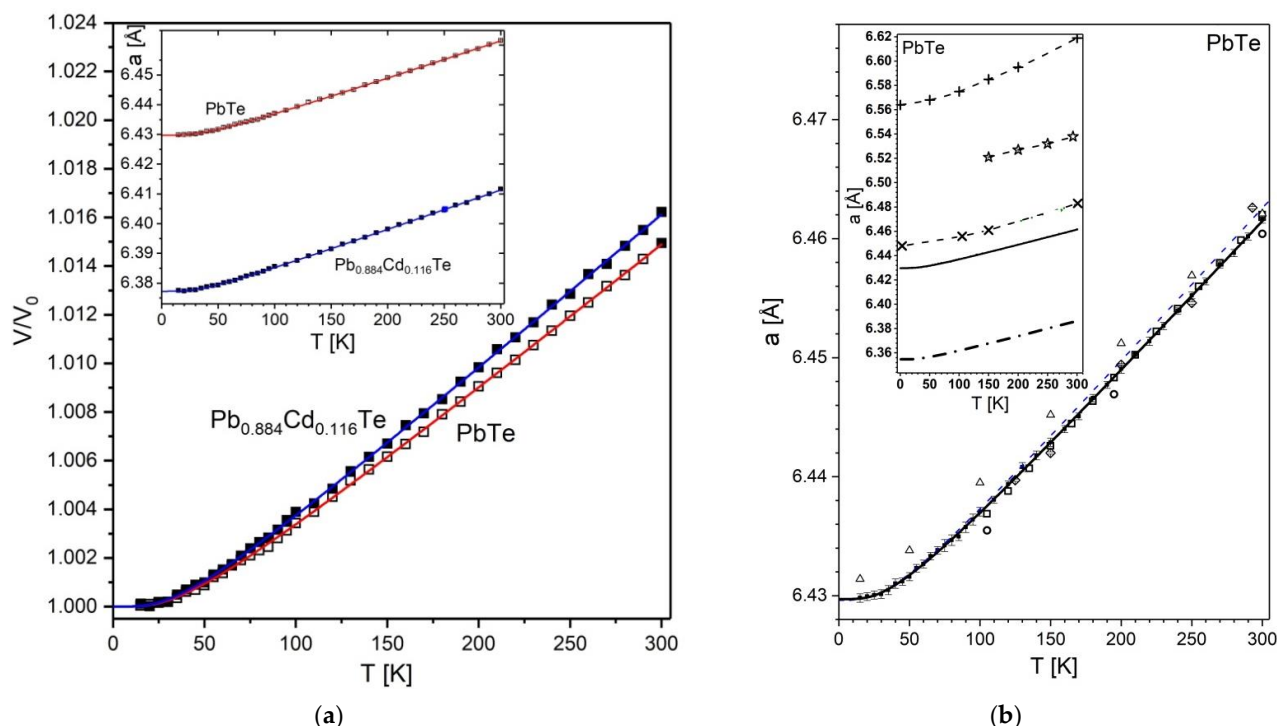 1.024
1.022
1.020
1.018
1.016
1.014
1.012
1.010
1.008
1.006
1.004
1.002
1.000
V/V0
0 50 100 150 200 250 300
T [K]
Pb0.884Cd0.116Te
PbTe
a [Å]
6.45
6.44
6.43
6.41
6.40
6.39
6.38
PbTe
Pb0.884Cd0.116Te
0 50 100 150 200 250 300
T [K]
(a)
PbTe
6.47
6.46
6.45
6.44
6.43
a [Å]
0 50 100 150 200 250 300
T [K]
PbTe
6.62
6.60
6.58
6.56
6.54
6.52
6.50
6.48
6.46
6.43
6.40
6.38
6.36
a [Å]
0 50 100 150 200 250 300
T [K]
(b)